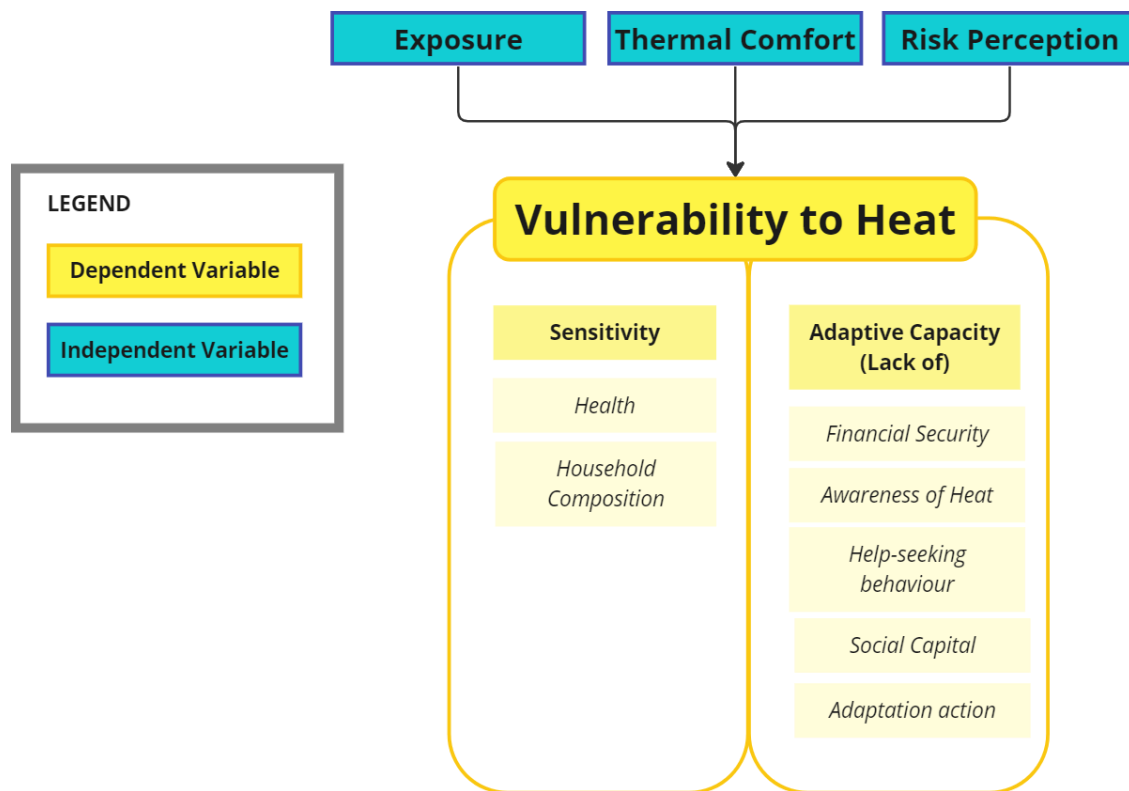 Exposure
Thermal Comfort
Risk Perception
LEGEND
Dependent Variable
Independent Variable
Vulnerability to Heat
Sensitivity
Health
Household
Composition
Adaptive Capacity
(Lack of)
Financial Security
Awareness of Heat
Help-seeking
behaviour
Social Capital
Adaptation action